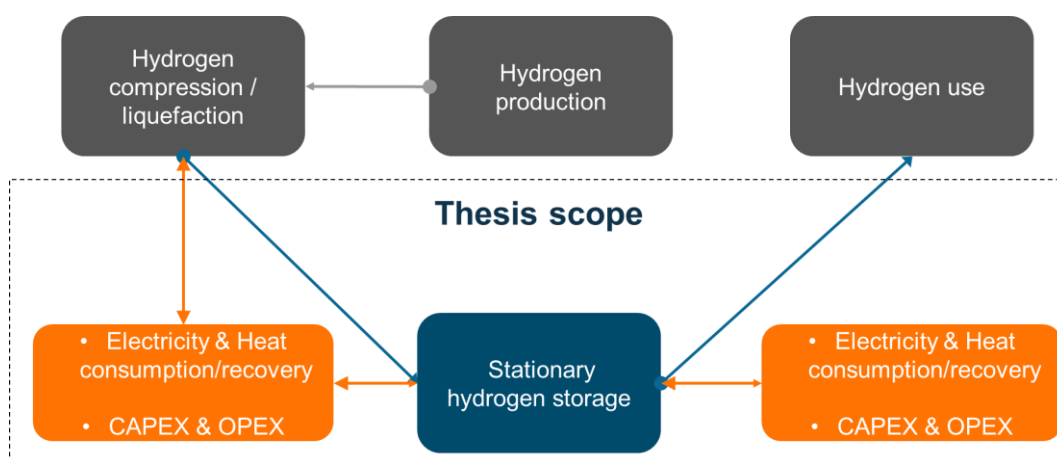 Hydrogen
compression /
liquefaction
Hydrogen
production
Hydrogen use
Thesis scope
• Electricity & Heat
consumption/recovery
• CAPEX & OPEX
Stationary
hydrogen storage
• Electricity & Heat
consumption/recovery
• CAPEX & OPEX